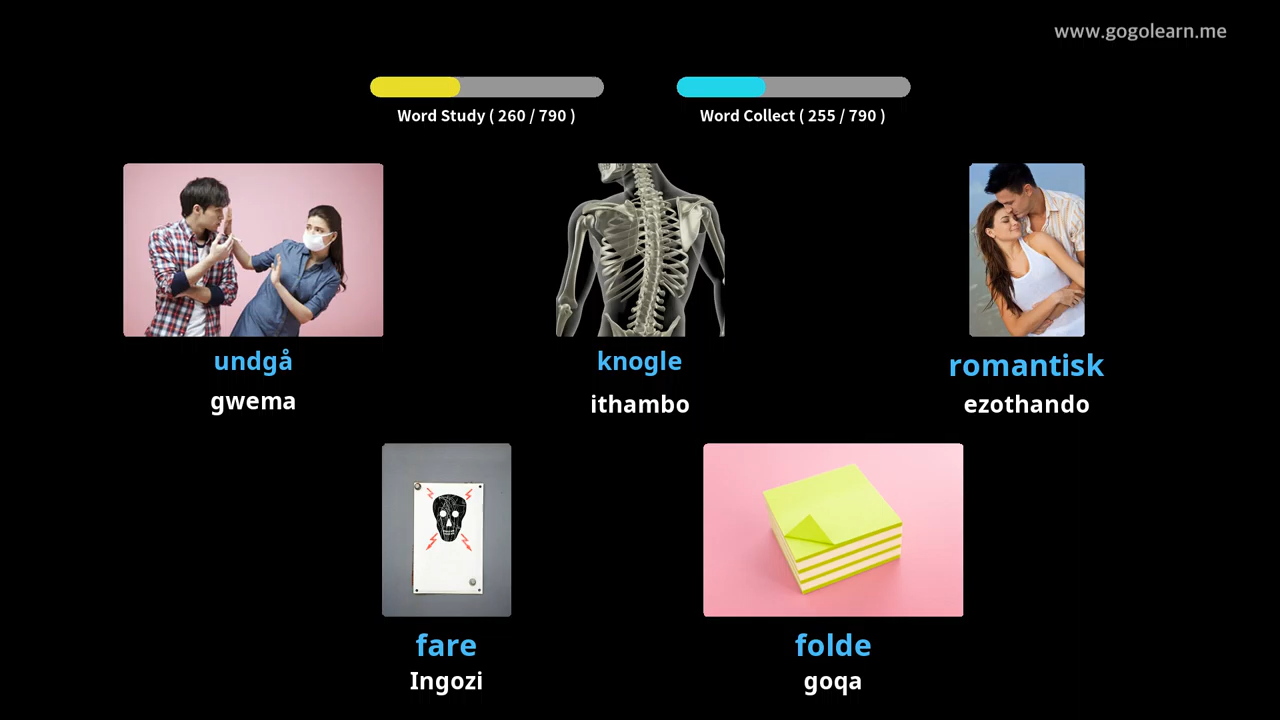 www.gogolearn.me
Word Study ( 260 / 790 )
Word Collect ( 255 / 790 )
undgå
gwema
knogle
ithambo
romantisk
ezothando
fare
Ingozi
folde
goqa